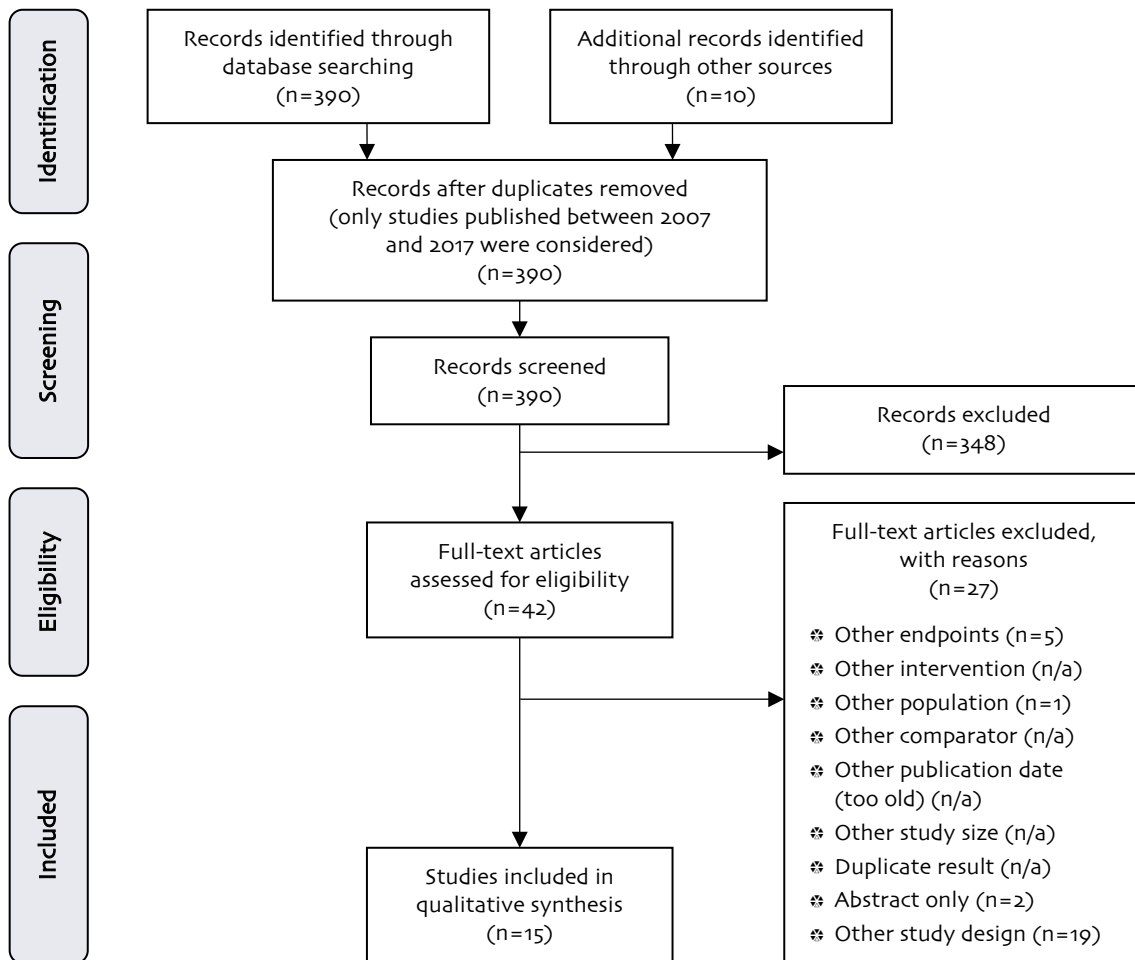 Identification
Records identified through
database searching
(n=390)
Additional records identified
through other sources
(n=10)
Records after duplicates removed
(only studies published between 2007
and 2017 were considered)
(n=390)
Screening
Records screened
(n=390)
Records excluded
(n=348)
Eligibility
Full-text articles
assessed for eligibility
(n=42)
Full-text articles excluded,
with reasons
(n=27)
Other endpoints (n=5)
Other intervention (n/a)
Other population (n=1)
Other comparator (n/a)
Other publication date
(too old) (n/a)
Other study size (n/a)
Duplicate result (n/a)
Abstract only (n=2)
Other study design (n=19)
Included
Studies included in
qualitative synthesis
(n=15)